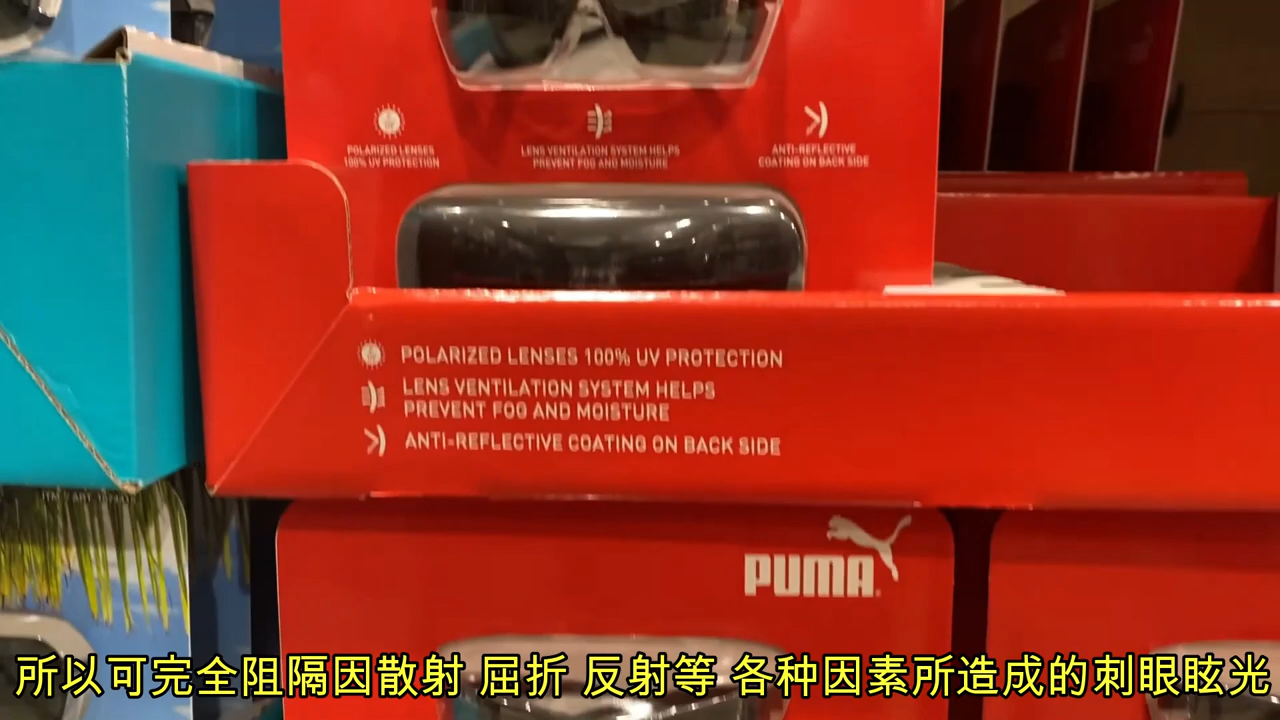 POLARIZED LENSES
100% UV PROTECTION
LENS VENTILATION SYSTEM HELPS
PREVENT FOG AND MOISTURE
ANTI-REFLECTIVE
COATING ON BACK SIDE
POLARIZED LENSES 100% UV PROTECTION
LENS VENTILATION SYSTEM HELPS
PREVENT FOG AND MOISTURE
ANTI-REFLECTIVE COATING ON BACK SIDE
PUMA
所以可完全阻隔因散射 屈折 反射等 各种因素所造成的刺眼眩光